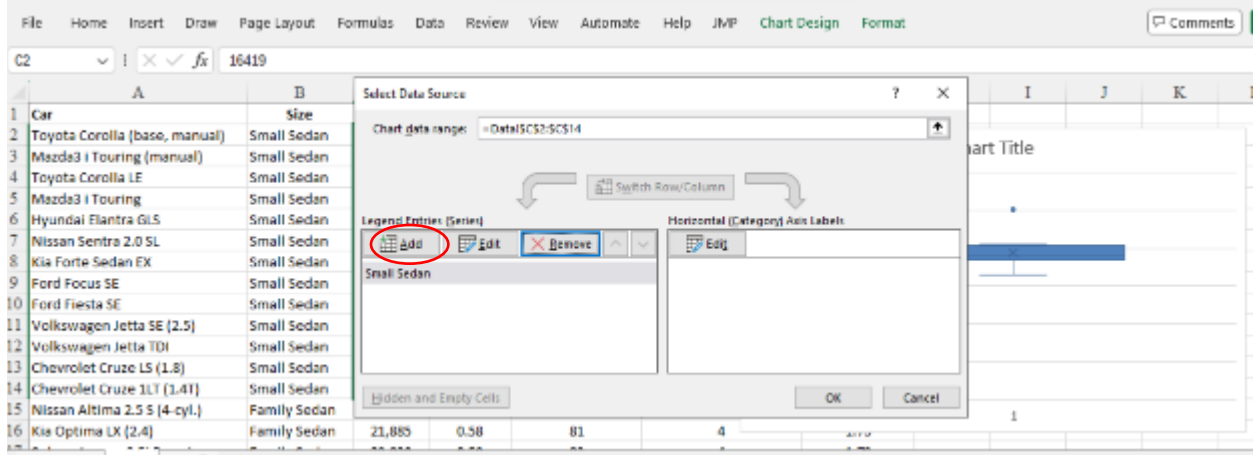 File Home Insert Draw Page Layout Formulas Data Review View Automate Help JMP Chart Design Format Comments
C2 fx 16419
A B I J K
1 Car Size
2 Toyota Corolla (base, manual) Small Sedan
3 Mazda3 i Touring (manual) Small Sedan
4 Toyota Corolla LE Small Sedan
5 Mazda3 i Touring Small Sedan
6 Hyundai Elantra GLS Small Sedan
7 Nissan Sentra 2.0 SL Small Sedan
8 Kia Forte Sedan EX Small Sedan
9 Ford Focus SE Small Sedan
10 Ford Fiesta SE Small Sedan
11 Volkswagen Jetta SE (2.5) Small Sedan
12 Volkswagen Jetta TDI Small Sedan
13 Chevrolet Cruze LS (1.8) Small Sedan
14 Chevrolet Cruze 1LT (1.4T) Small Sedan
15 Nissan Altima 2.5 S (4-cyl.) Family Sedan
16 Kia Optima LX (2.4) Family Sedan 21,885 0.58 81 4
Select Data Source ? ×
Chart data range: =Data!$C$2:$C$14
Switch Row/Column
Legend Entries (Series)
Add Edit Remove
Small Sedan
Horizontal (Category) Axis Labels
Edit
Hidden and Empty Cells OK Cancel
art Title
1